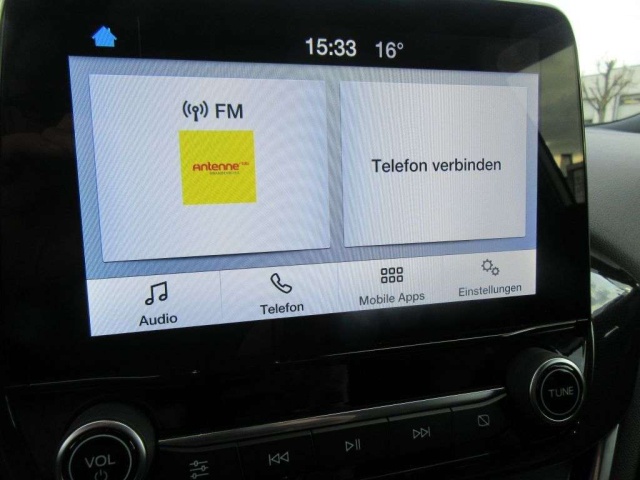 15:33 16°
FM
Antenne
Telefon verbinden
Audio
Telefon
Mobile Apps
Einstellungen
VOL
TUNE